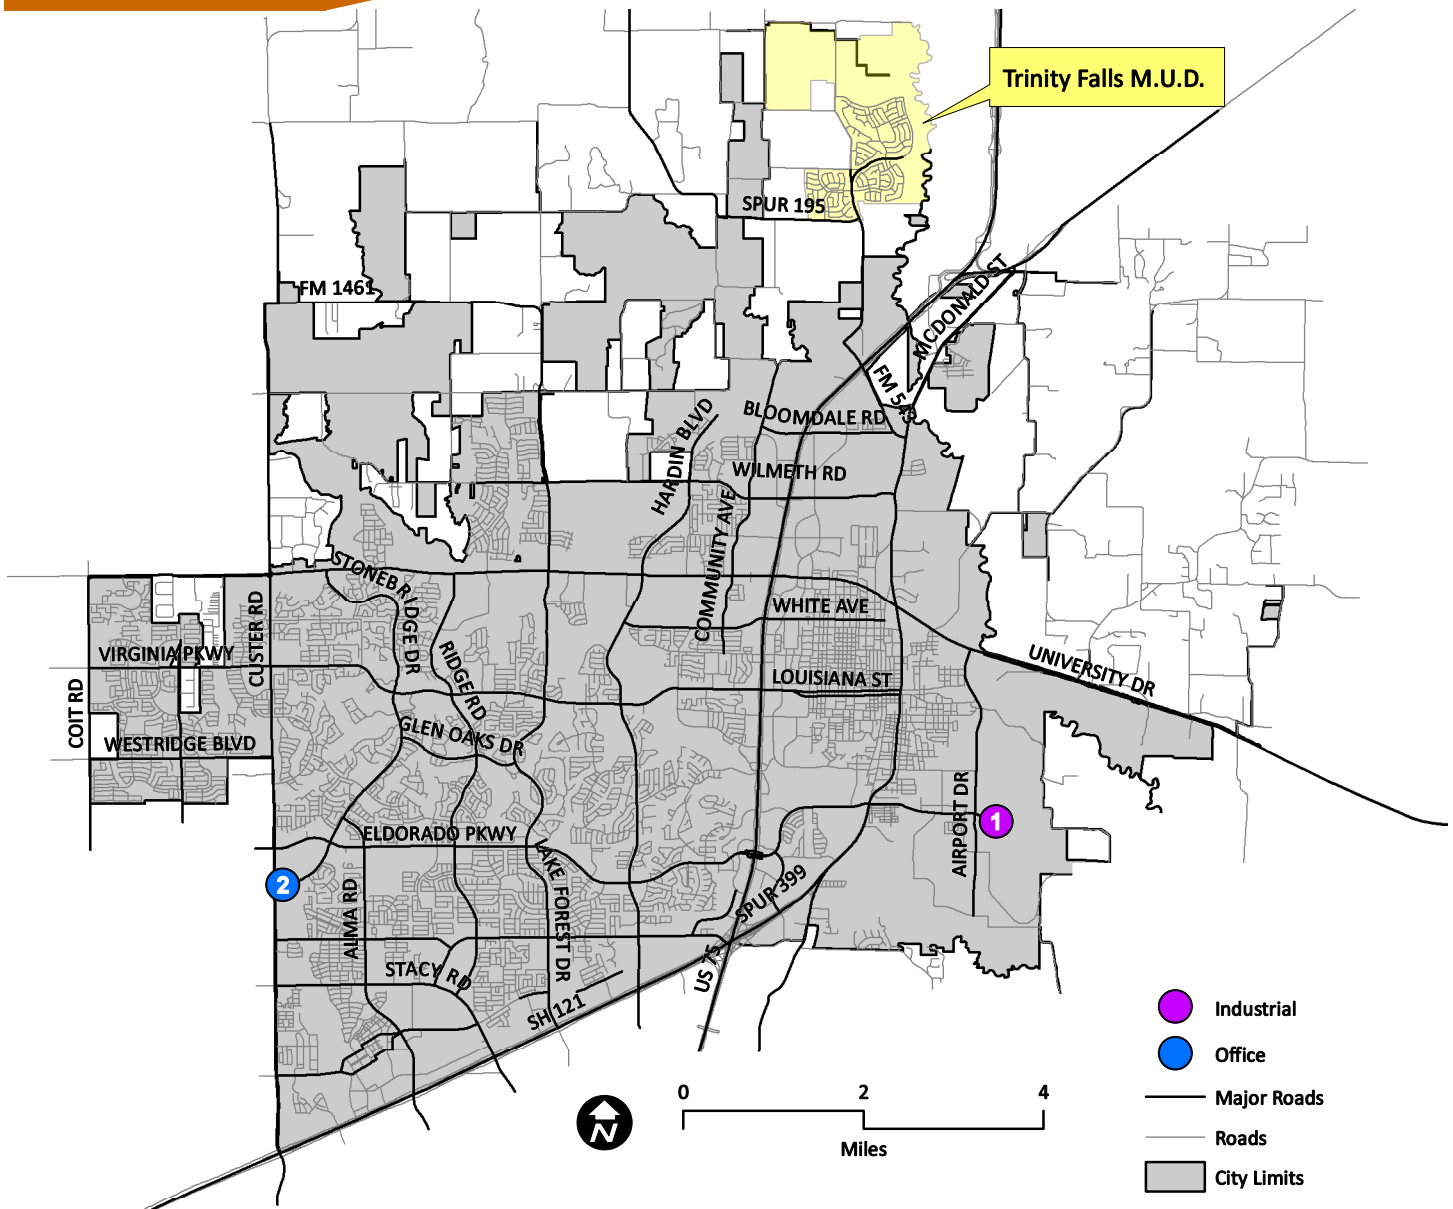 Trinity Falls M.U.D.
SPUR 195
FM 1461
MCDONALD ST
FM 543
BLOOMDALE RD
HARDIN BLVD
WILMETH RD
COMMUNITY AVE
STONEBRIDGE DR
WHITE AVE
CUSTER RD
VIRGINIA PKWY
RIDGE RD
UNIVERSITY DR
LOUISIANA ST
COIT RD
WESTRIDGE BLVD
GLEN OAKS DR
AIRPORT DR
1
ELDORADO PKWY
2
LAKE FOREST DR
SPUR 399
ALMA RD
STACY RD
US 75
SH 121
Industrial
Office
0 2 4
Major Roads
N
Roads
Miles
City Limits